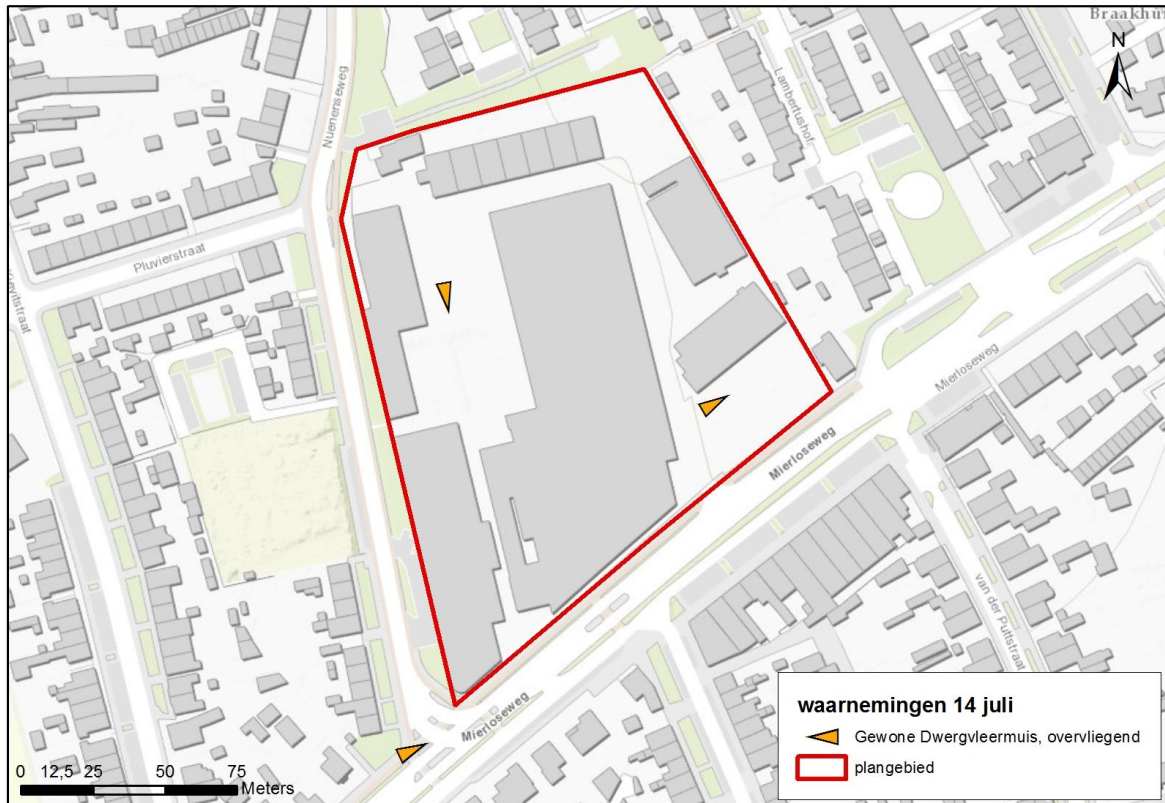 Braakhu
N
Nuenenseweg
Lambertushof
Pluvierstraat
Mierloseweg
Mierloseweg
van der Puttstraat
Mierloseweg
waarnemingen 14 juli
Gewone Dwergvleermuis, overvliegend
plangebied
0 12,5 25 50 75
Meters